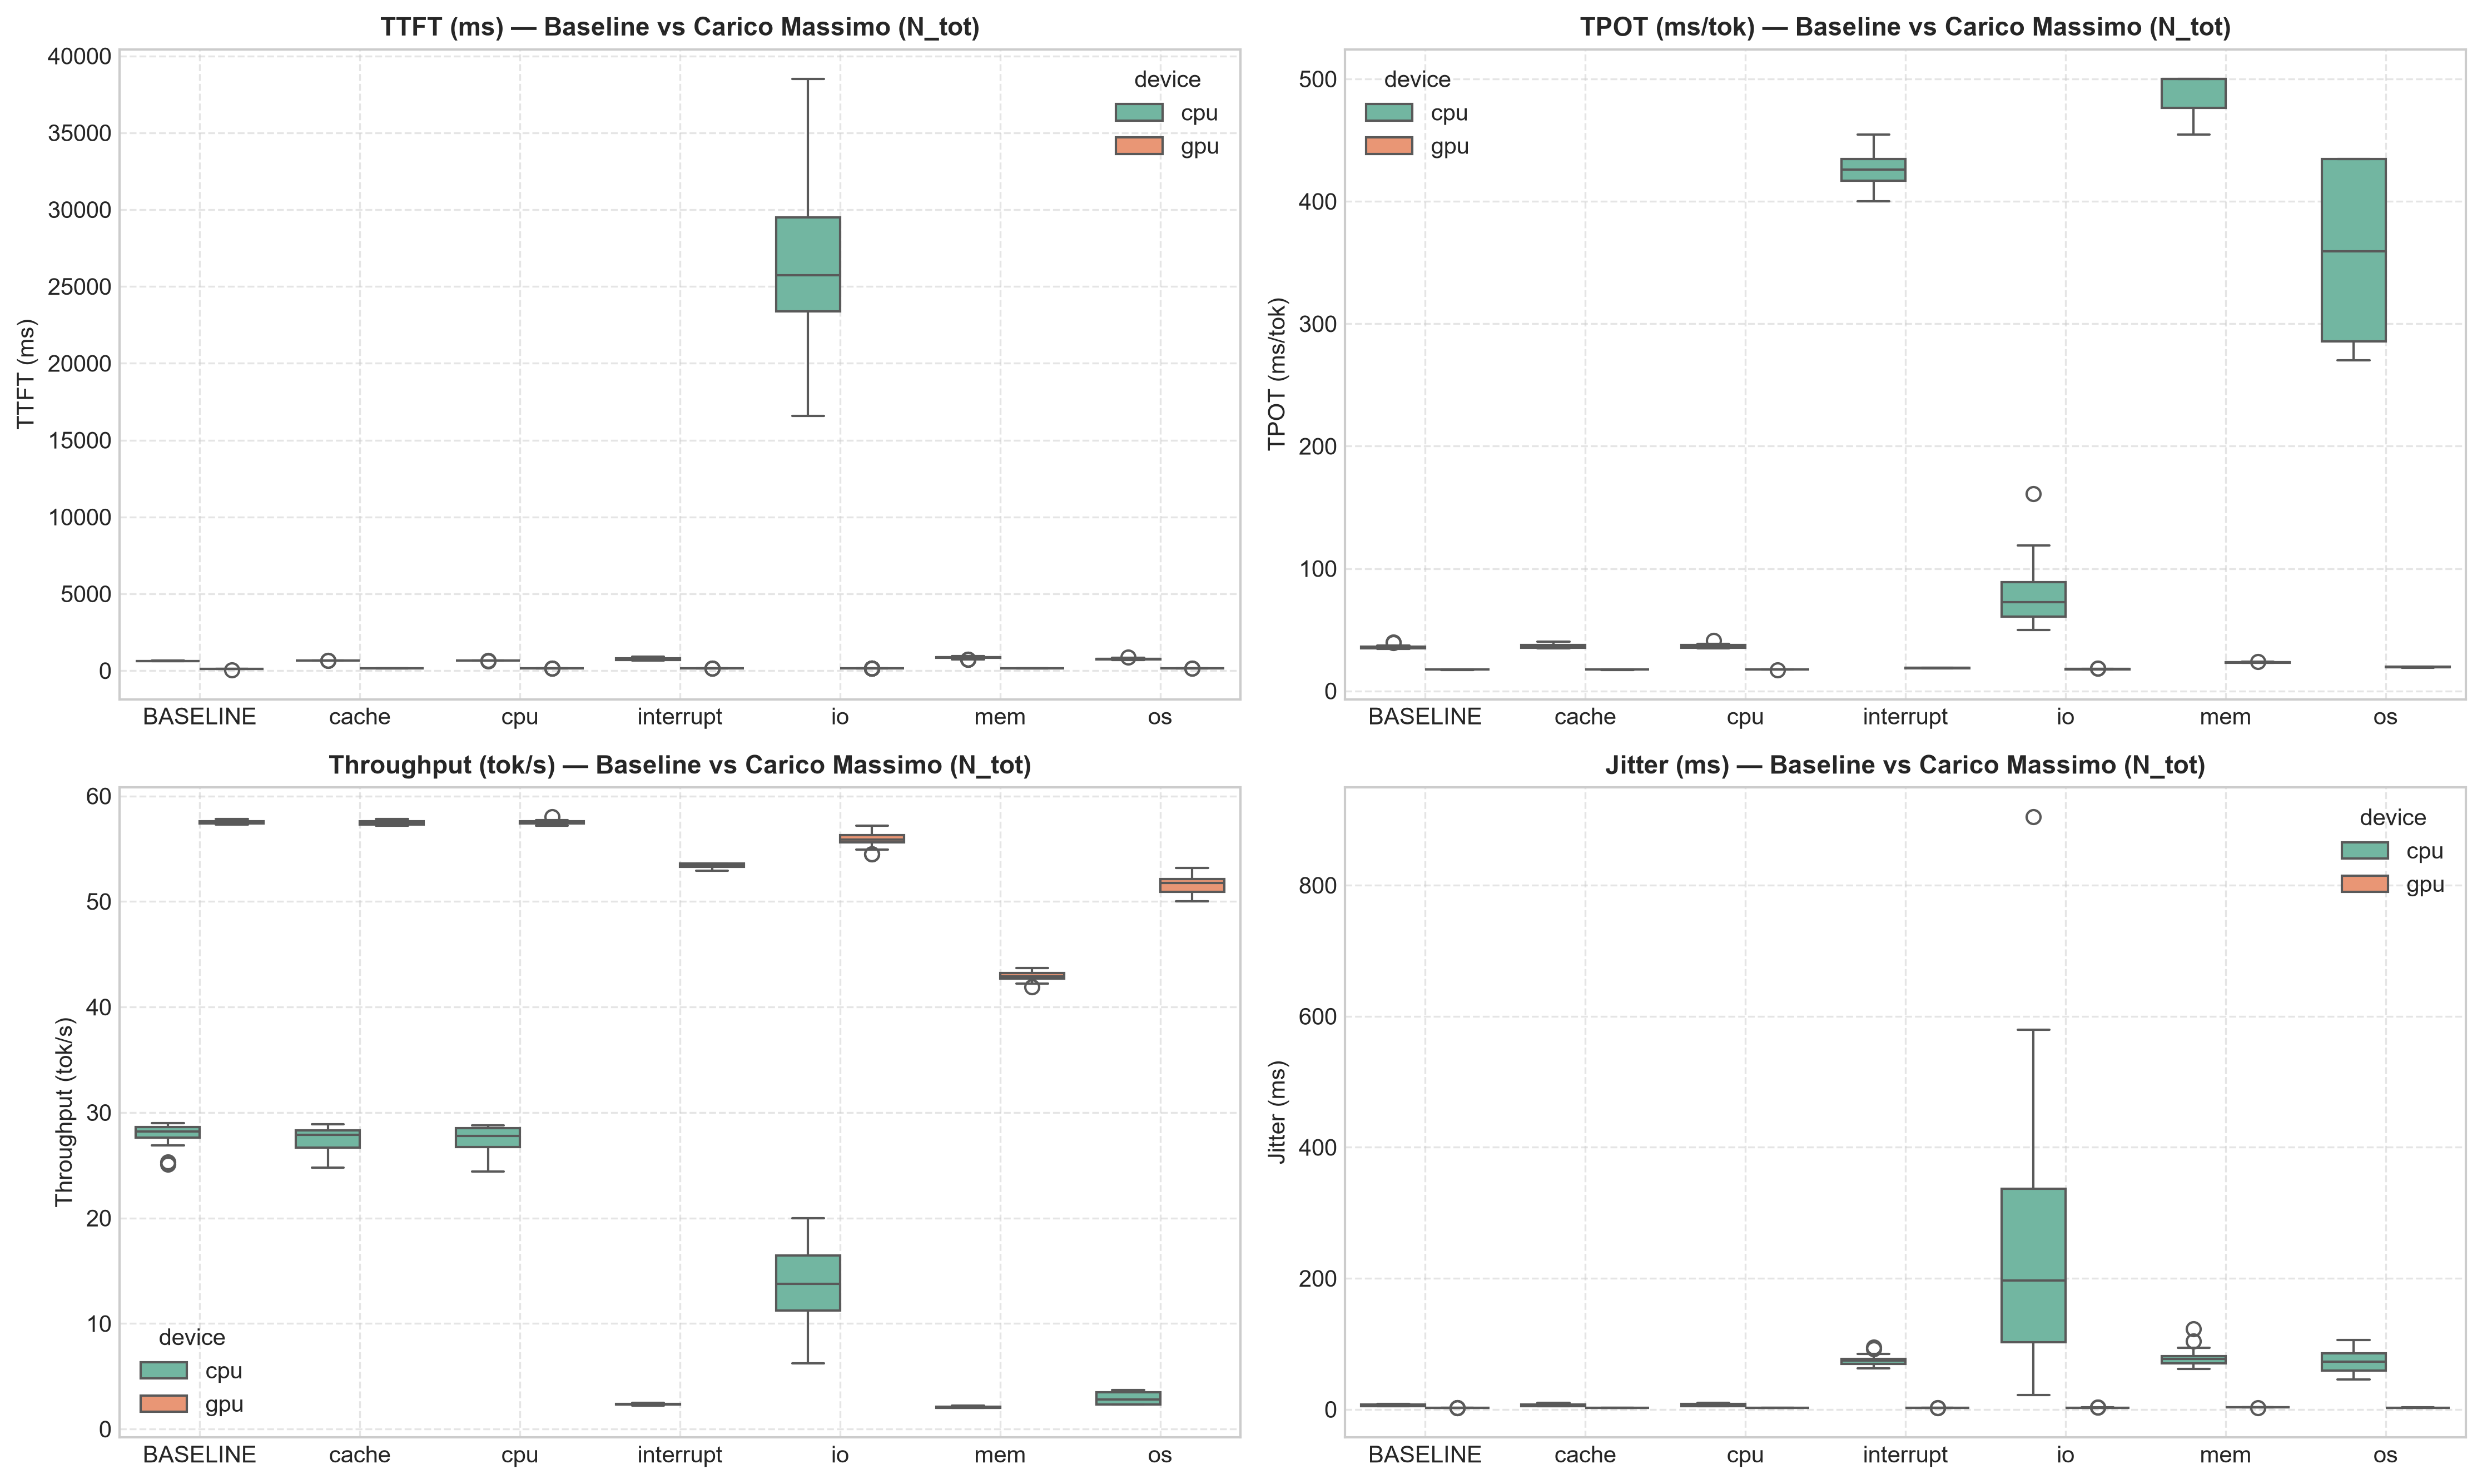 TTFT (ms) — Baseline vs Carico Massimo (N_tot)
TTFT (ms)
40000
35000
30000
25000
20000
15000
10000
5000
0
device
cpu
gpu
BASELINE cache cpu interrupt io mem os
TPOT (ms/tok) — Baseline vs Carico Massimo (N_tot)
TPOT (ms/tok)
500
400
300
200
100
0
device
cpu
gpu
BASELINE cache cpu interrupt io mem os
Throughput (tok/s) — Baseline vs Carico Massimo (N_tot)
Throughput (tok/s)
60
50
40
30
20
10
0
device
cpu
gpu
BASELINE cache cpu interrupt io mem os
Jitter (ms) — Baseline vs Carico Massimo (N_tot)
Jitter (ms)
800
600
400
200
0
device
cpu
gpu
BASELINE cache cpu interrupt io mem os